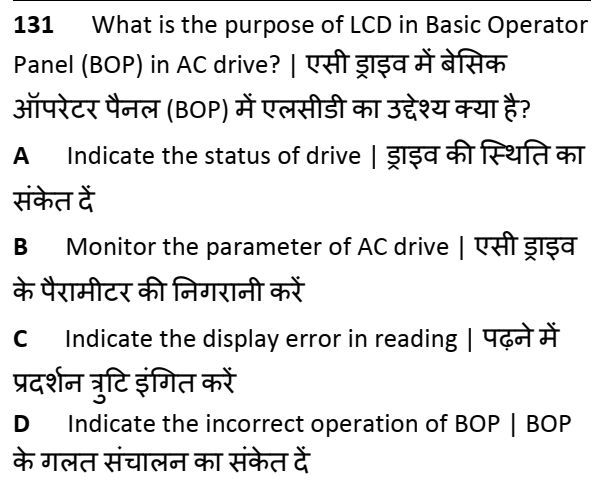 131 What is the purpose of LCD in Basic Operator
Panel (BOP) in AC drive? | एसी ड्राइव में बेसिक
ऑपरेटर पैनल (BOP) में एलसीडी का उद्देश्य क्या है?
A Indicate the status of drive | ड्राइव की स्थिति का
संकेत दें
B Monitor the parameter of AC drive | एसी ड्राइव
के पैरामीटर की निगरानी करें
C Indicate the display error in reading | पढ़ने में
प्रदर्शन त्रुटि इंगित करें
D Indicate the incorrect operation of BOP | BOP
के गलत संचालन का संकेत दें